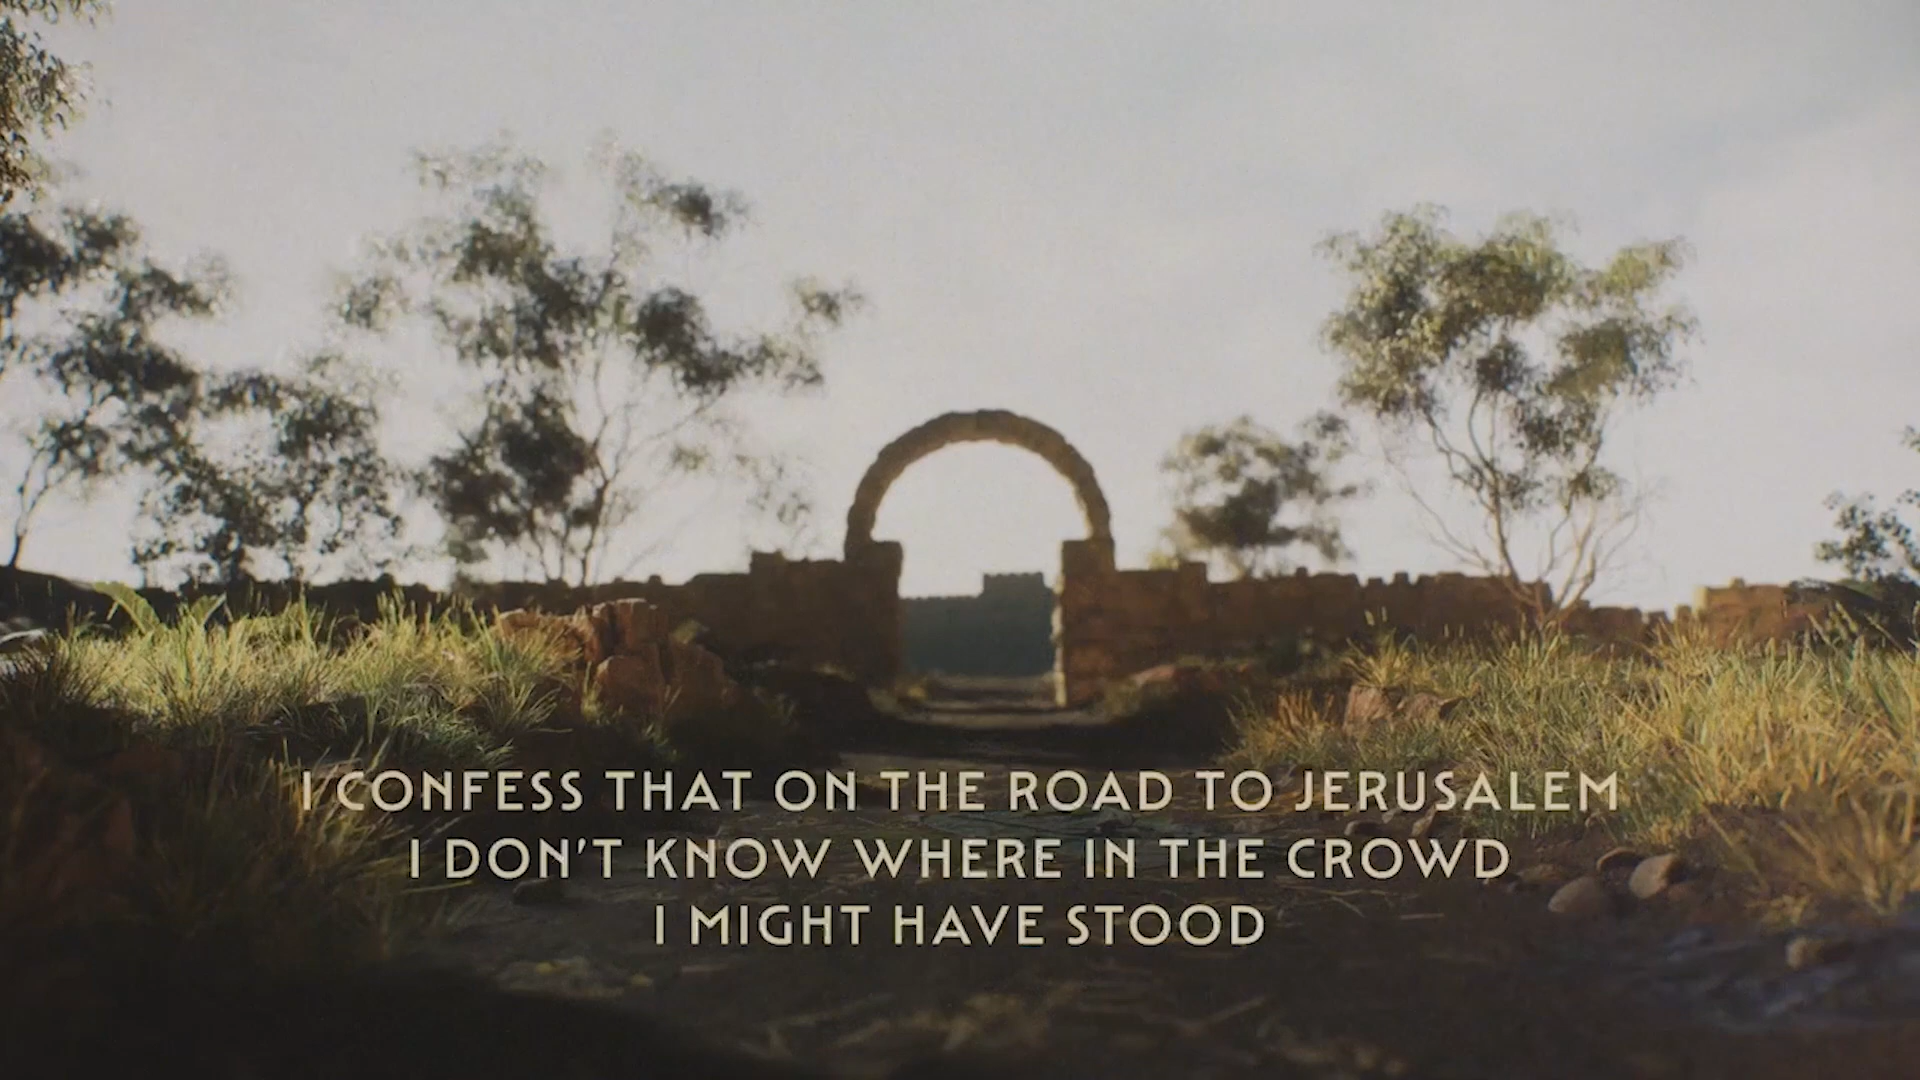 I CONFESS THAT ON THE ROAD TO JERUSALEM
I DON'T KNOW WHERE IN THE CROWD
I MIGHT HAVE STOOD